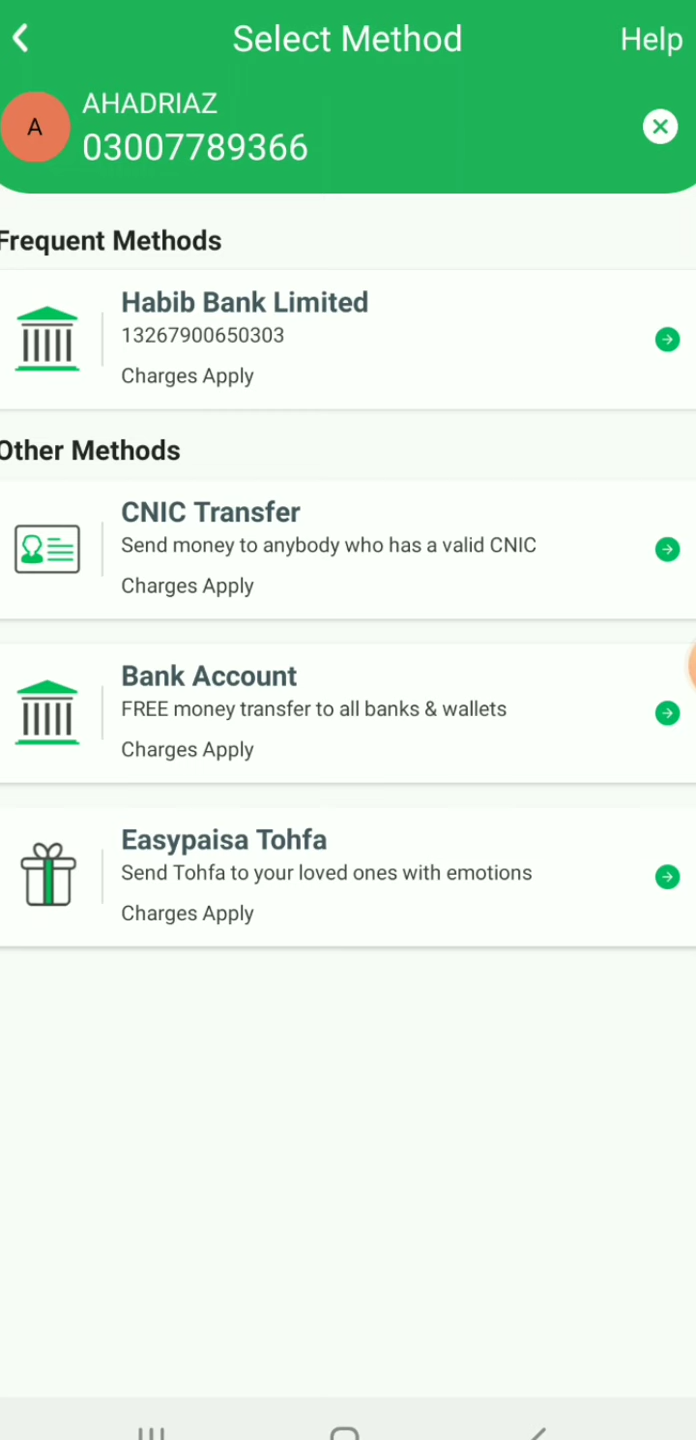 Select Method
Help
A
AHADRIAZ
03007789366
Frequent Methods
Habib Bank Limited
13267900650303
Charges Apply
Other Methods
CNIC Transfer
Send money to anybody who has a valid CNIC
Charges Apply
Bank Account
FREE money transfer to all banks & wallets
Charges Apply
Easypaisa Tohfa
Send Tohfa to your loved ones with emotions
Charges Apply